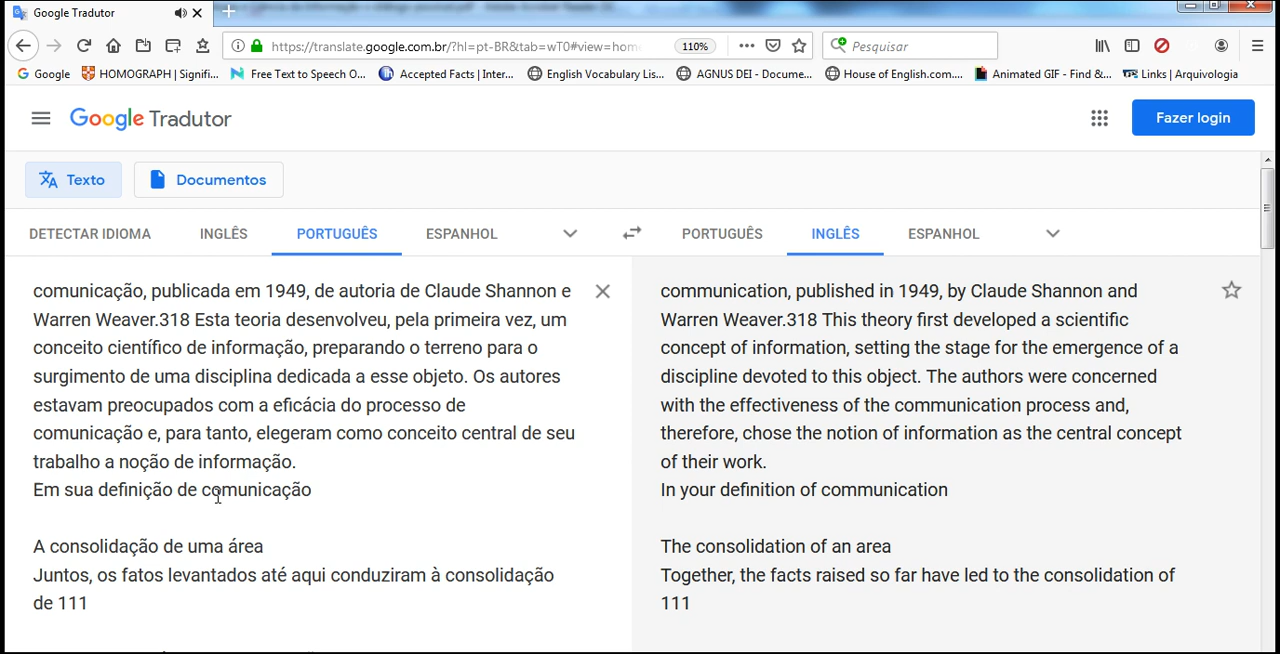 Google Tradutor
https://translate.google.com.br/?hl=pt-BR&tab=wT0#view=hom
110%
Pesquisar
Google
HOMOGRAPH | Signifi...
Free Text to Speech O...
Accepted Facts | Inter...
English Vocabulary Lis...
AGNUS DEI - Docume...
House of English.com....
Animated GIF - Find &...
Links | Arquivologia
Google Tradutor
Fazer login
Texto
Documentos
DETECTAR IDIOMA
INGLÊS
PORTUGUÊS
ESPANHOL
PORTUGUÊS
INGLÊS
ESPANHOL
comunicação, publicada em 1949, de autoria de Claude Shannon e
Warren Weaver.318 Esta teoria desenvolveu, pela primeira vez, um
conceito científico de informação, preparando o terreno para o
surgimento de uma disciplina dedicada a esse objeto. Os autores
estavam preocupados com a eficácia do processo de
comunicação e, para tanto, elegeram como conceito central de seu
trabalho a noção de informação.
Em sua definição de comunicação
A consolidação de uma área
Juntos, os fatos levantados até aqui conduziram à consolidação
de 111
communication, published in 1949, by Claude Shannon and
Warren Weaver.318 This theory first developed a scientific
concept of information, setting the stage for the emergence of a
discipline devoted to this object. The authors were concerned
with the effectiveness of the communication process and,
therefore, chose the notion of information as the central concept
of their work.
In your definition of communication
The consolidation of an area
Together, the facts raised so far have led to the consolidation of
111